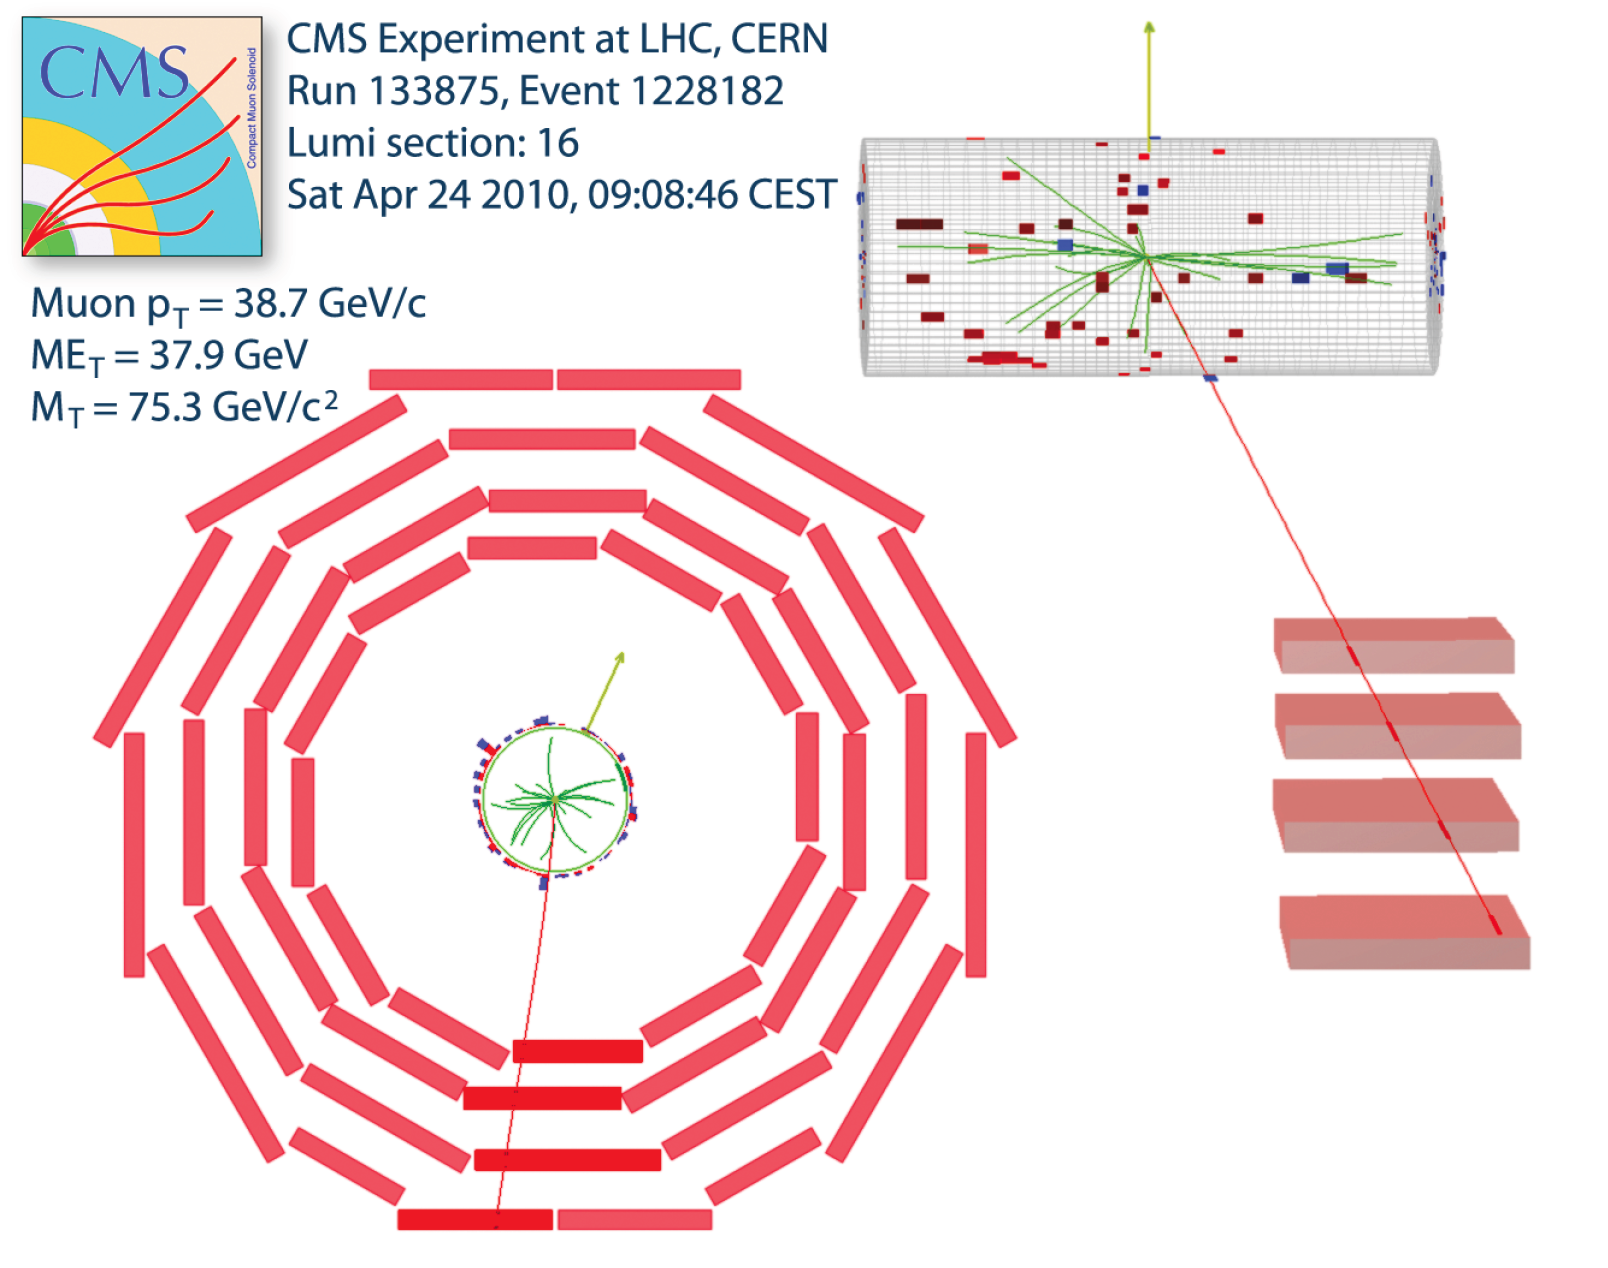 CMS
Compact Muon Solenoid
CMS Experiment at LHC, CERN
Run 133875, Event 1228182
Lumi section: 16
Sat Apr 24 2010, 09:08:46 CEST
Muon pT = 38.7 GeV/c
MET = 37.9 GeV
MT = 75.3 GeV/c²